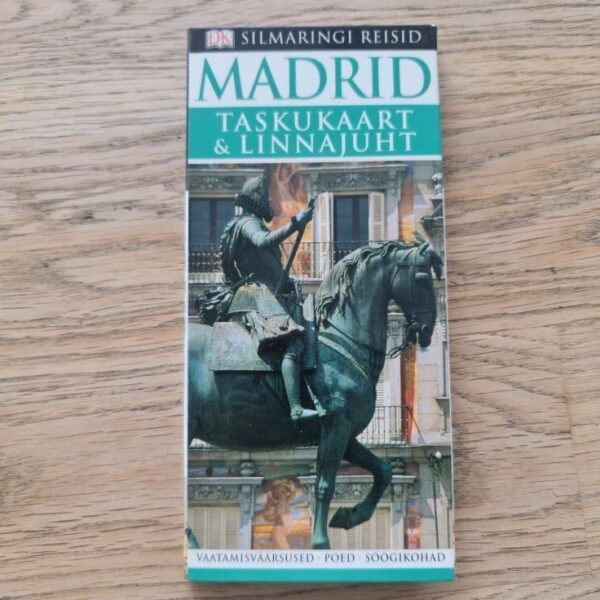 DK SILMARINGI REISID
MADRID
TASKUKAART
& LINNAJUHT
VAATAMISVÄÄRSUSED · POED · SÖÖGIKOHAD